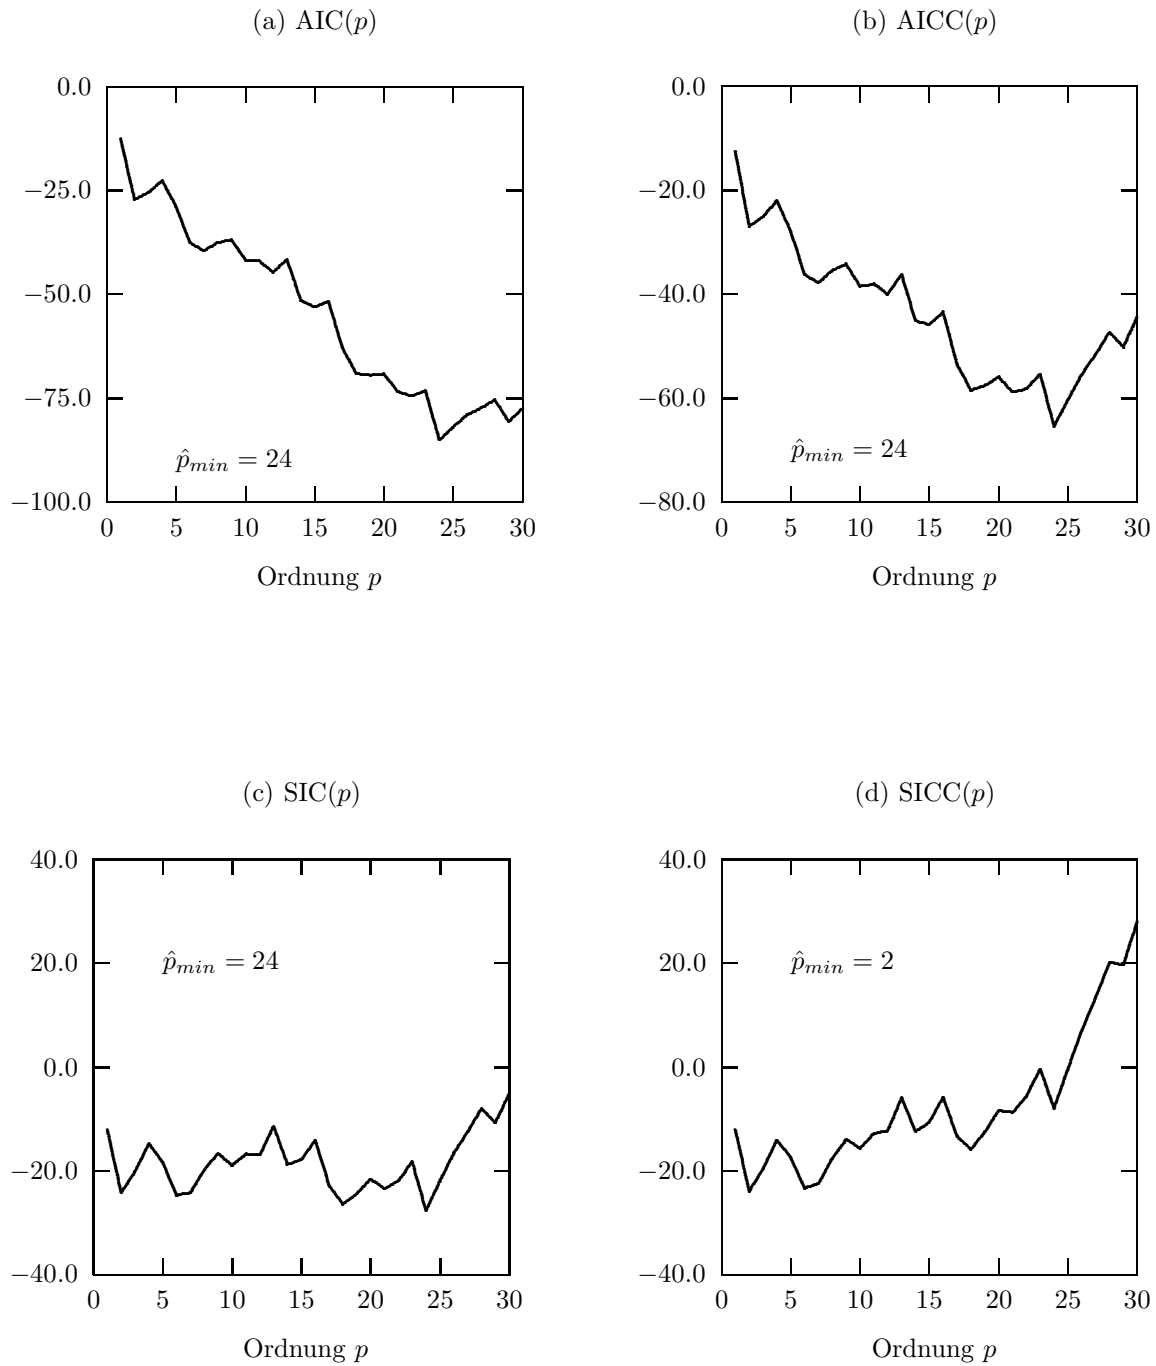 (a) AIC(p)
0.0
−25.0
−50.0
−75.0
−100.0
p̂min = 24
0 5 10 15 20 25 30
Ordnung p
(b) AICC(p)
0.0
−20.0
−40.0
−60.0
−80.0
p̂min = 24
0 5 10 15 20 25 30
Ordnung p
(c) SIC(p)
40.0
20.0
0.0
−20.0
−40.0
p̂min = 24
0 5 10 15 20 25 30
Ordnung p
(d) SICC(p)
40.0
20.0
0.0
−20.0
−40.0
p̂min = 2
0 5 10 15 20 25 30
Ordnung p